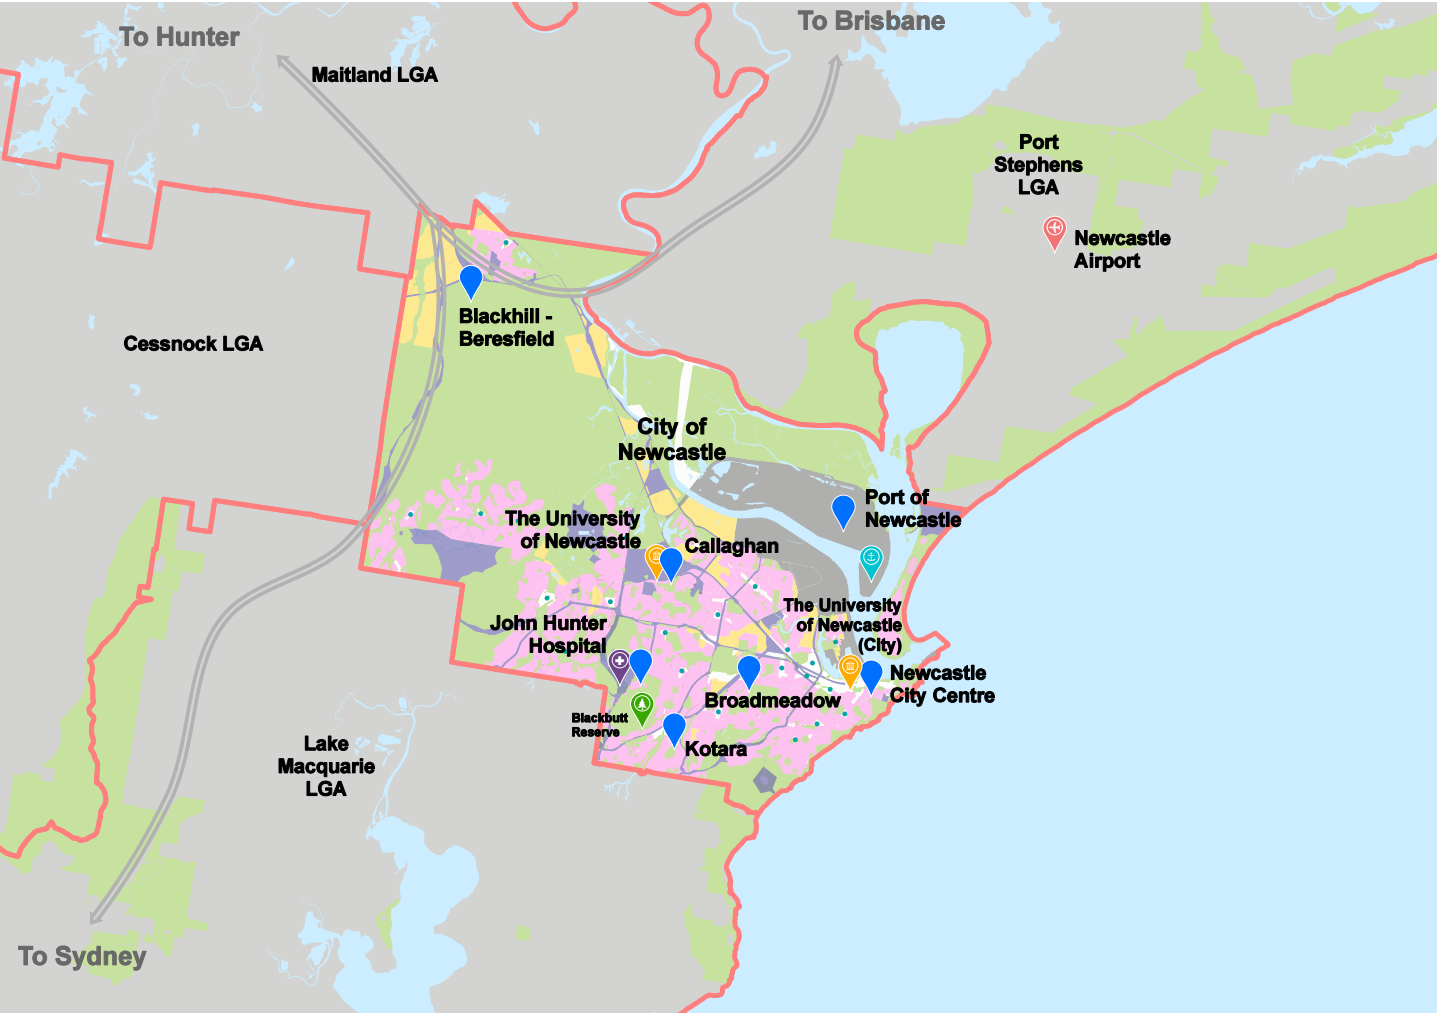 To Brisbane
To Hunter
Maitland LGA
Port
Stephens
LGA
Newcastle
Airport
Blackhill -
Beresfield
Cessnock LGA
City of
Newcastle
Port of
Newcastle
The University
of Newcastle
Callaghan
The University
of Newcastle
(City)
John Hunter
Hospital
Newcastle
City Centre
Broadmeadow
Blackbutt
Reserve
Kotara
Lake
Macquarie
LGA
To Sydney